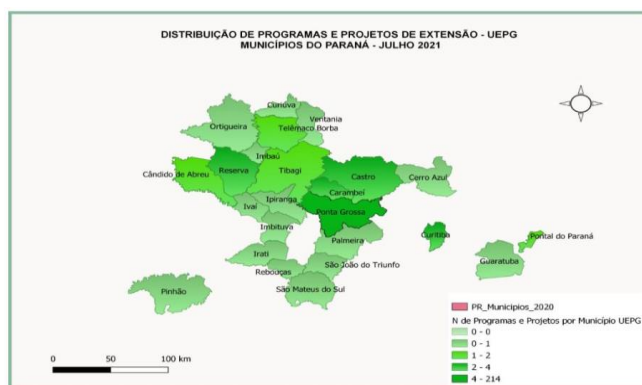 DISTRIBUIÇÃO DE PROGRAMAS E PROJETOS DE EXTENSÃO - UEPG
MUNICÍPIOS DO PARANÁ - JULHO 2021
Curiúva
Ventania
Ortigueira
Telêmaco Borba
Imbaú
Reserva
Tibagi
Castro
Cerro Azul
Cândido de Abreu
Carambeí
Ivaí
Ipiranga
Ponta Grossa
Imbituva
Curitiba
Pontal do Paraná
Palmeira
Irati
Guaratuba
São João do Triunfo
Rebouças
Pinhão
São Mateus do Sul
PR_Municipios_2020
N de Programas e Projetos por Município UEPG
0 - 0
0 - 1
1 - 2
2 - 4
4 - 214
0 50 100 km